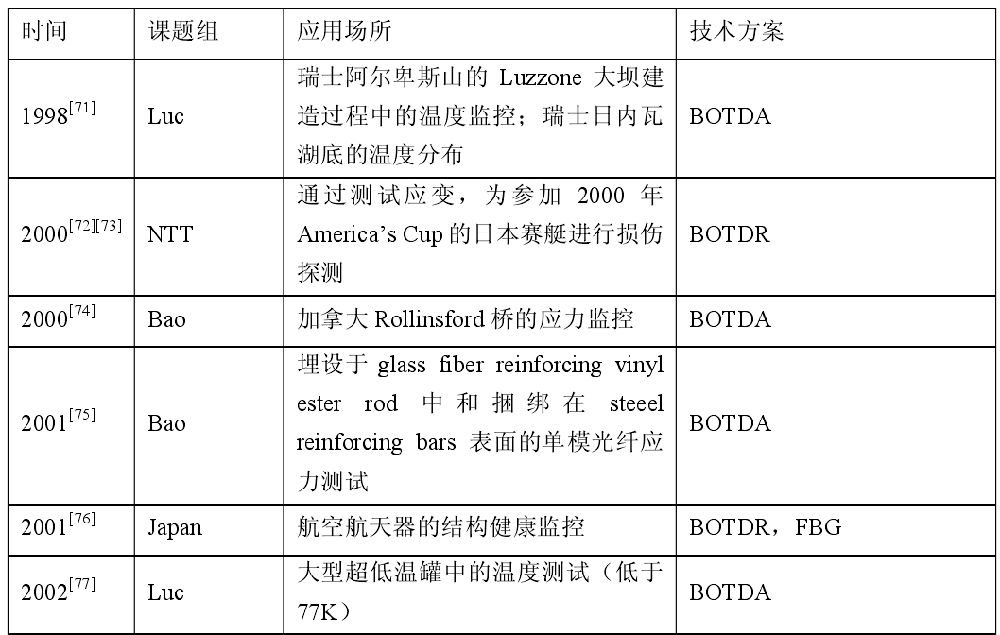 时间 课题组 应用场所 技术方案
1998[71] Luc 瑞士阿尔卑斯山的 Luzzone 大坝建
造过程中的温度监控；瑞士日内瓦
湖底的温度分布
BOTDA
2000[72][73] NTT 通过测试应变，为参加 2000 年
America’s Cup 的日本赛艇进行损伤
探测
BOTDR
2000[74] Bao 加拿大 Rollinsford 桥的应力监控 BOTDA
2001[75] Bao 埋设于 glass fiber reinforcing vinyl
ester rod 中和捆绑在 steeel
reinforcing bars 表面的单模光纤应
力测试
BOTDA
2001[76] Japan 航空航天器的结构健康监控 BOTDR，FBG
2002[77] Luc 大型超低温罐中的温度测试（低于
77K）
BOTDA